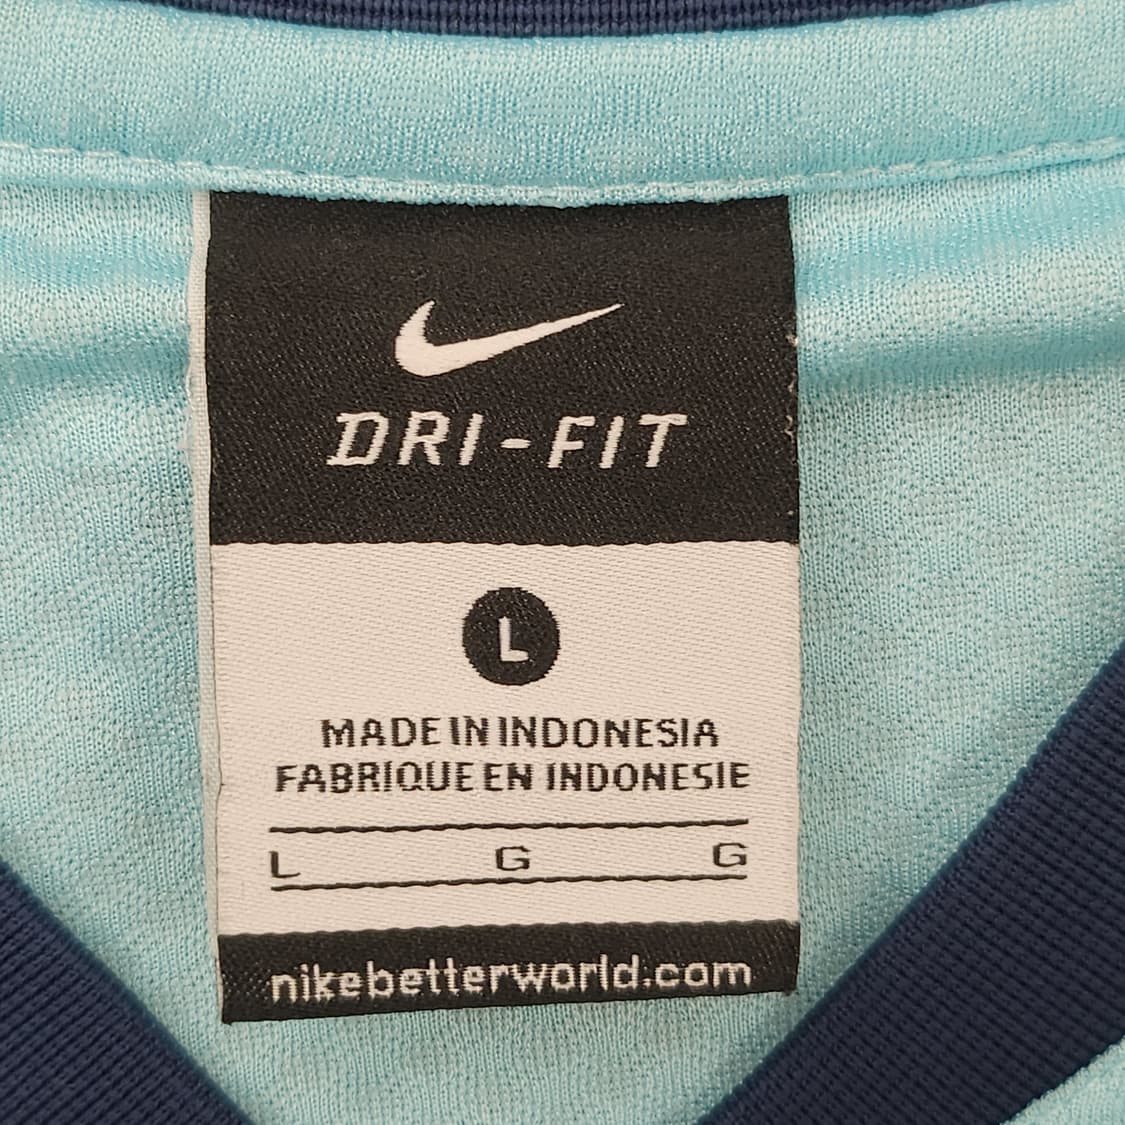 DRI-FIT
L
MADE IN INDONESIA
FABRIQUE EN INDONESIE
L G G
nikebetterworld.com